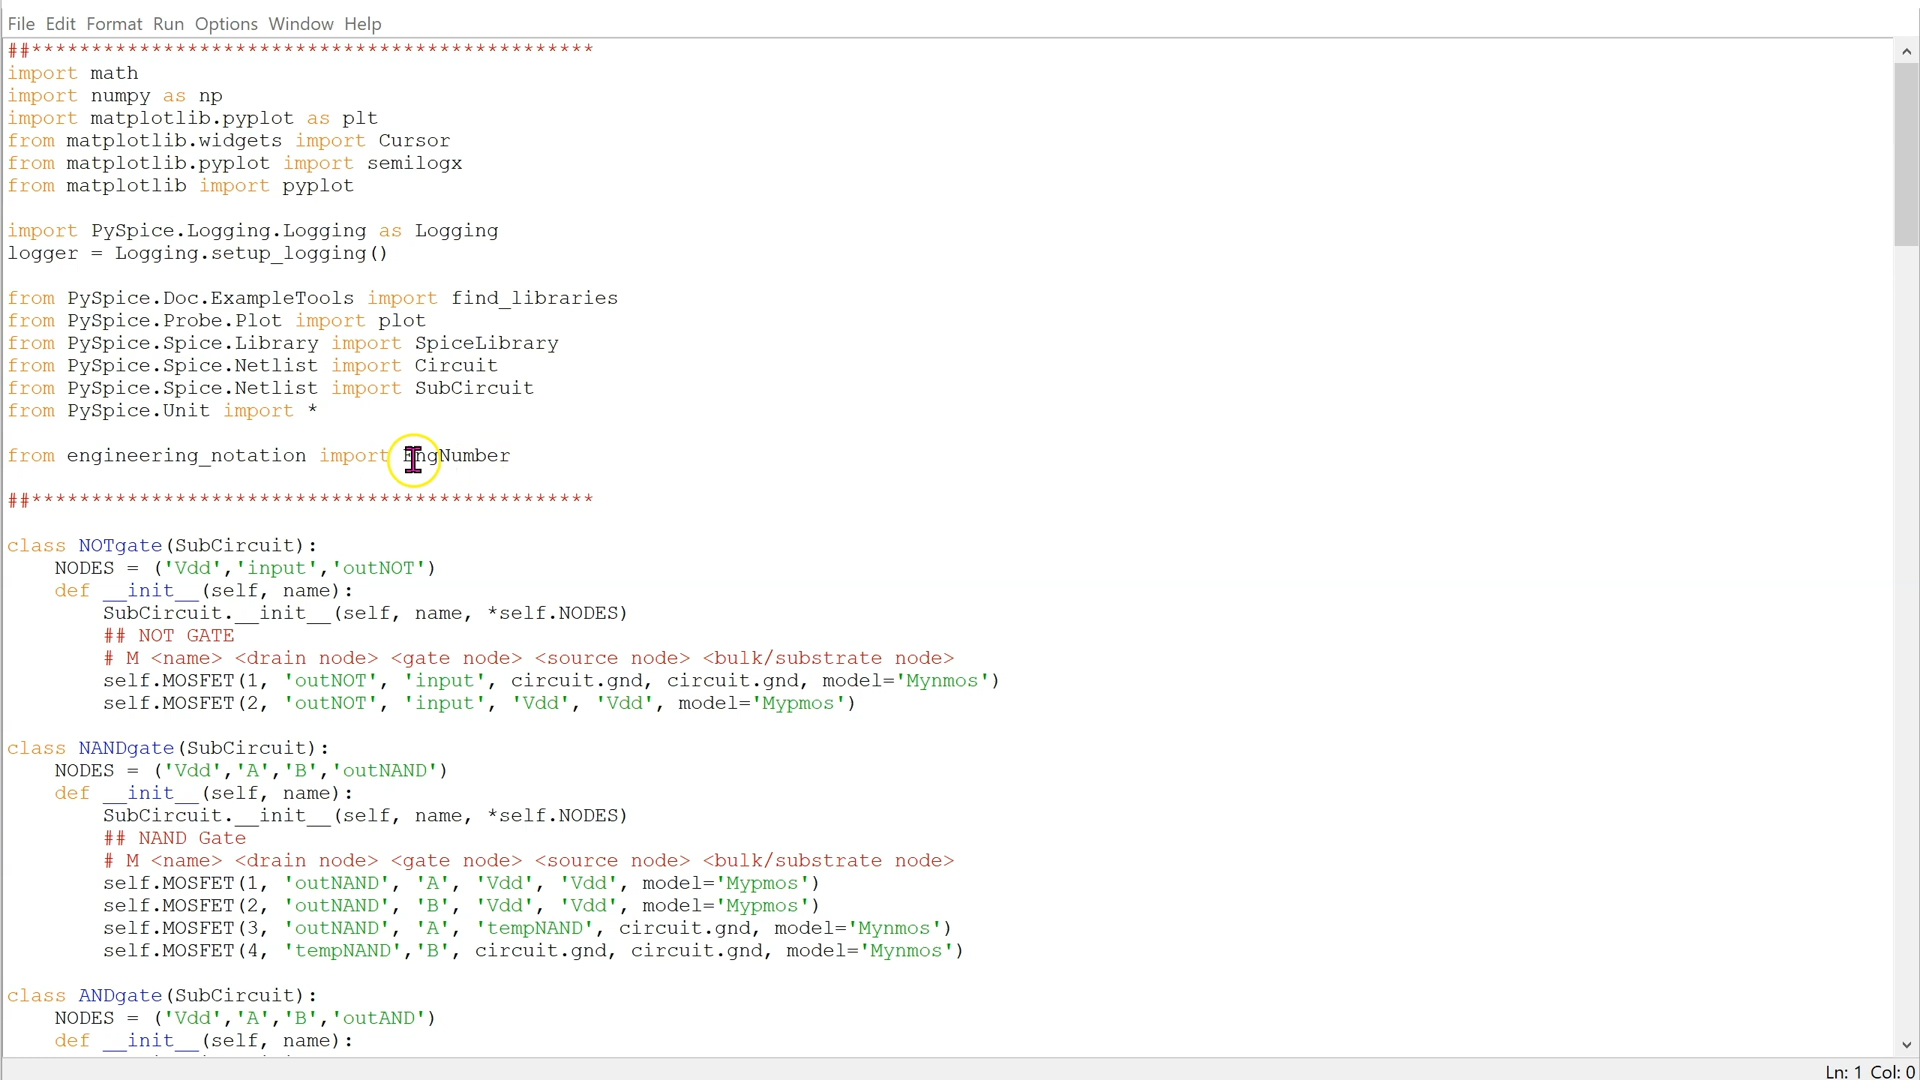 File Edit Format Run Options Window Help
##***********************************************
import math
import numpy as np
import matplotlib.pyplot as plt
from matplotlib.widgets import Cursor
from matplotlib.pyplot import semilogx
from matplotlib import pyplot
import PySpice.Logging.Logging as Logging
logger = Logging.setup_logging()
from PySpice.Doc.ExampleTools import find_libraries
from PySpice.Probe.Plot import plot
from PySpice.Spice.Library import SpiceLibrary
from PySpice.Spice.Netlist import Circuit
from PySpice.Spice.Netlist import SubCircuit
from PySpice.Unit import *
from engineering_notation import EngNumber
##***********************************************
class NOTgate(SubCircuit):
    NODES = ('Vdd','input','outNOT')
    def __init__(self, name):
        SubCircuit.__init__(self, name, *self.NODES)
        ## NOT GATE
        # M <name> <drain node> <gate node> <source node> <bulk/substrate node>
        self.MOSFET(1, 'outNOT', 'input', circuit.gnd, circuit.gnd, model='Mynmos')
        self.MOSFET(2, 'outNOT', 'input', 'Vdd', 'Vdd', model='Mypmos')
class NANDgate(SubCircuit):
    NODES = ('Vdd','A','B','outNAND')
    def __init__(self, name):
        SubCircuit.__init__(self, name, *self.NODES)
        ## NAND Gate
        # M <name> <drain node> <gate node> <source node> <bulk/substrate node>
        self.MOSFET(1, 'outNAND', 'A', 'Vdd', 'Vdd', model='Mypmos')
        self.MOSFET(2, 'outNAND', 'B', 'Vdd', 'Vdd', model='Mypmos')
        self.MOSFET(3, 'outNAND', 'A', 'tempNAND', circuit.gnd, model='Mynmos')
        self.MOSFET(4, 'tempNAND','B', circuit.gnd, circuit.gnd, model='Mynmos')
class ANDgate(SubCircuit):
    NODES = ('Vdd','A','B','outAND')
    def __init__(self, name):
Ln: 1 Col: 0